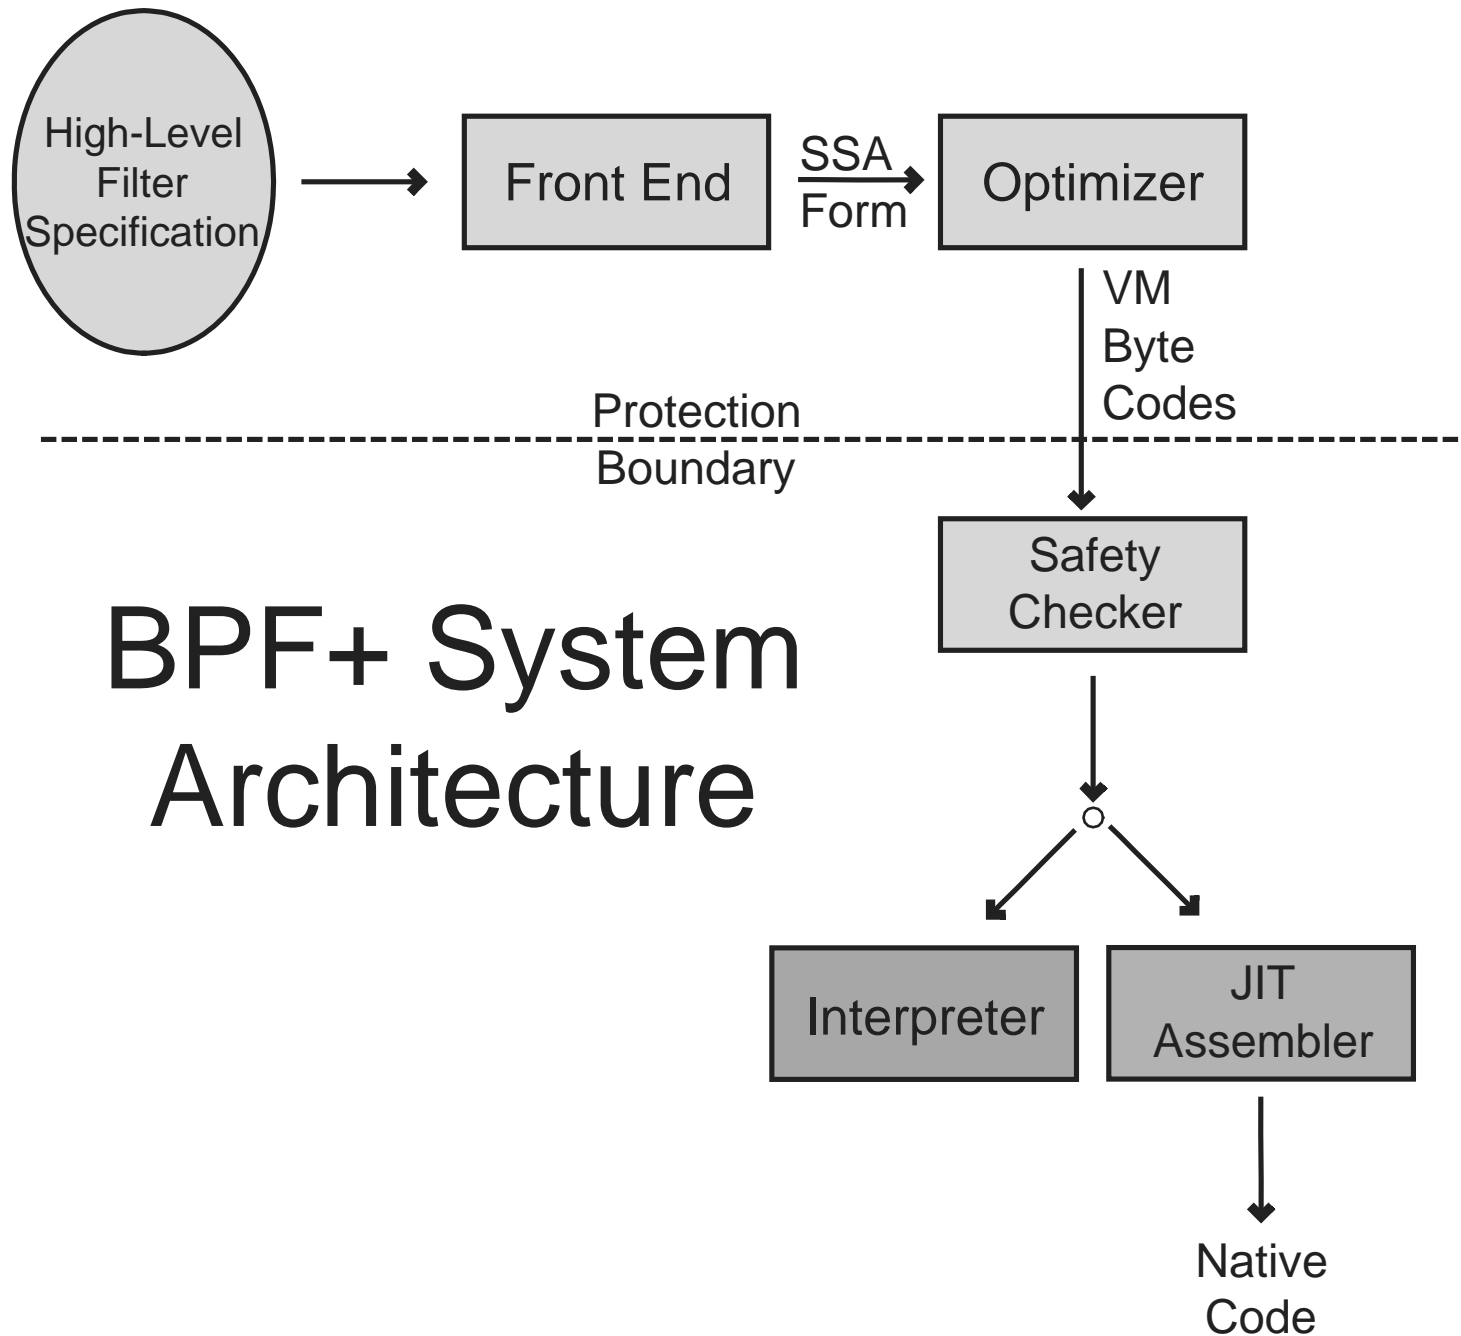 High-Level
Filter
Specification
Front End
SSA
Form
Optimizer
VM
Byte
Codes
Protection
Boundary
Safety
Checker
BPF+ System
Architecture
Interpreter
JIT
Assembler
Native
Code